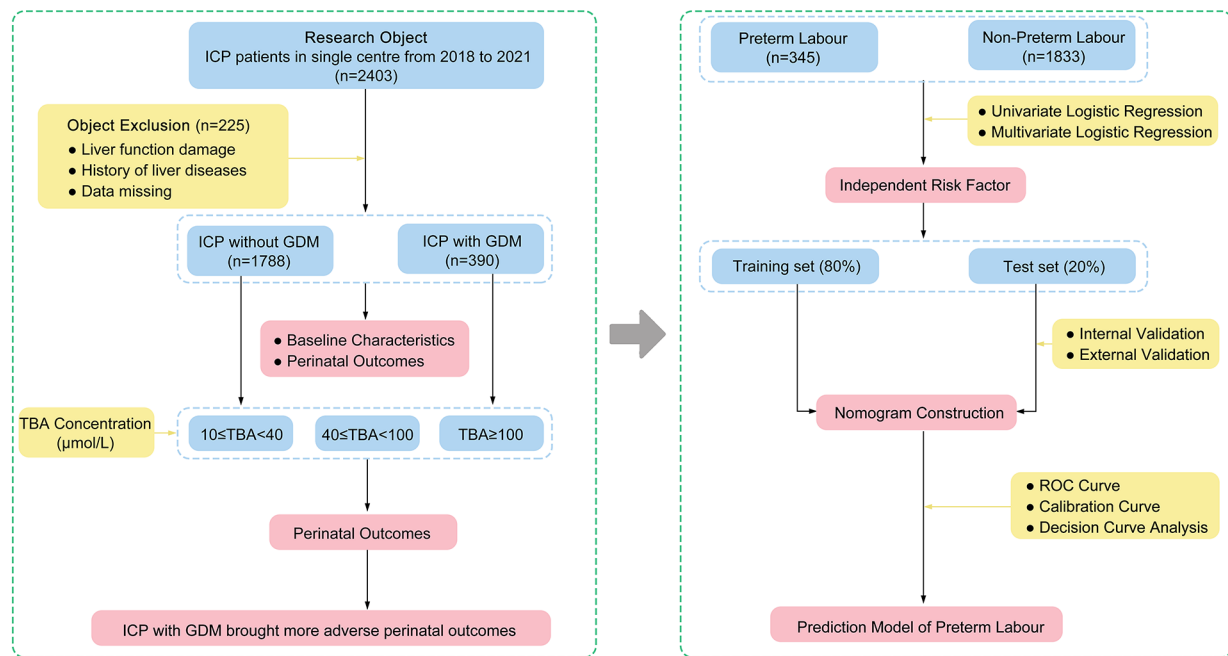 Research Object
ICP patients in single centre from 2018 to 2021
(n=2403)
Object Exclusion (n=225)
● Liver function damage
● History of liver diseases
● Data missing
ICP without GDM
(n=1788)
ICP with GDM
(n=390)
● Baseline Characteristics
● Perinatal Outcomes
TBA Concentration
(μmol/L)
10≤TBA<40
40≤TBA<100
TBA≥100
Perinatal Outcomes
ICP with GDM brought more adverse perinatal outcomes
Preterm Labour
(n=345)
Non-Preterm Labour
(n=1833)
● Univariate Logistic Regression
● Multivariate Logistic Regression
Independent Risk Factor
Training set (80%)
Test set (20%)
● Internal Validation
● External Validation
Nomogram Construction
● ROC Curve
● Calibration Curve
● Decision Curve Analysis
Prediction Model of Preterm Labour